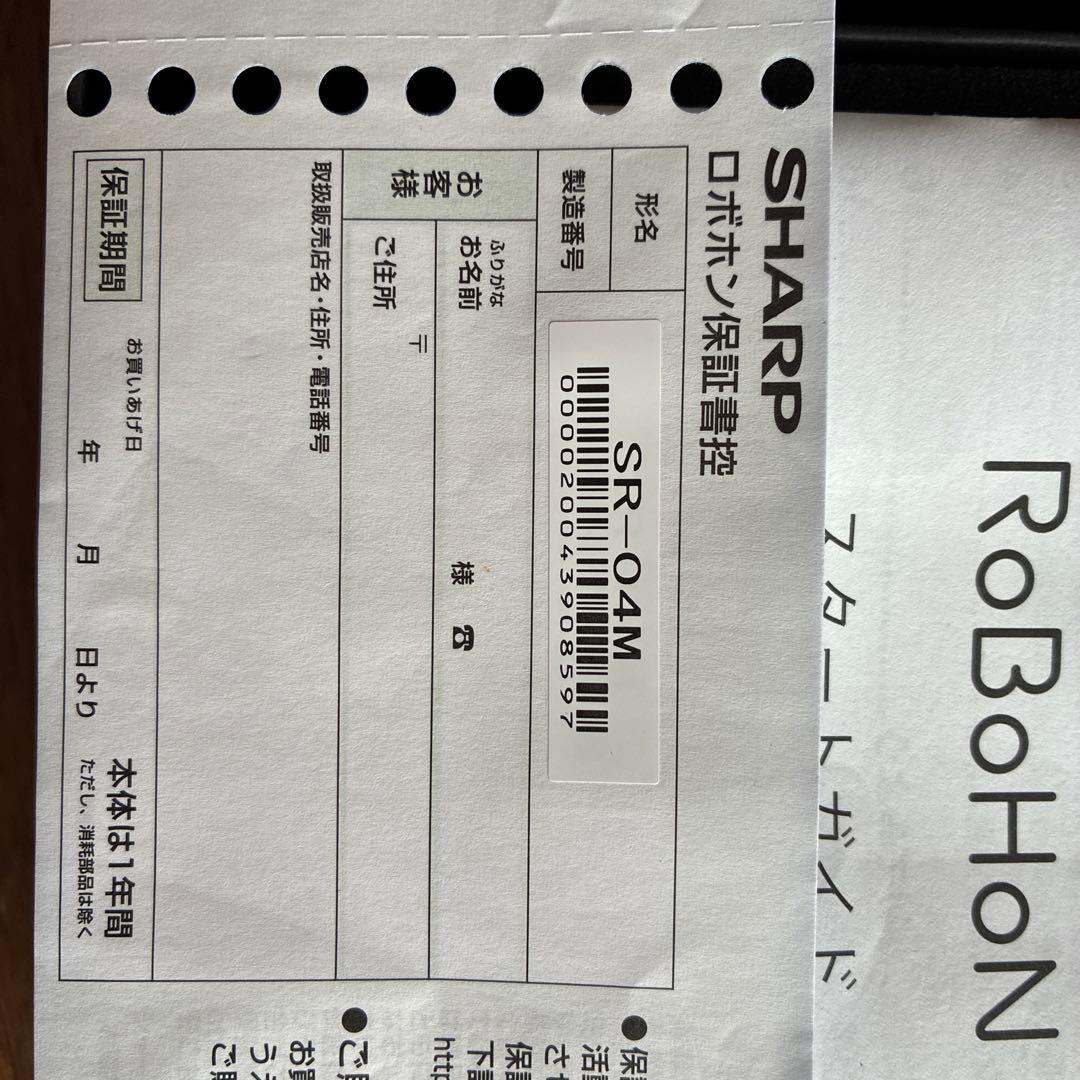 SHARP
ロボホン保証書控
形名
SR-04M
製造番号
000020043908597
お客様
ふりがな
お名前
様 ☎
ご住所
〒
取扱販売店名・住所・電話番号
保証期間
お買いあげ日
年 月 日より
本体は1年間
ただし、消耗部品は除く
RoBoHoN
スタートガイド